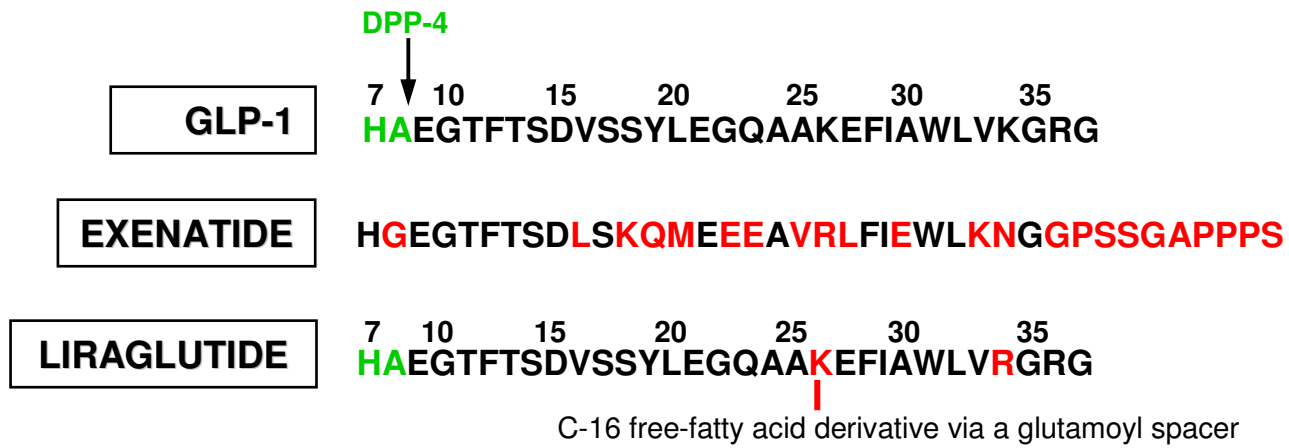 DPP-4
7 10 15 20 25 30 35
GLP-1 HAEGTFTSDVSSYLEGQAAKEFIAWLVKGRG
EXENATIDE HGEGTFTSDLSKQMEEEAVRLFIEWLKNGGPSSGAPPPS
7 10 15 20 25 30 35
LIRAGLUTIDE HAEGTFTSDVSSYLEGQAAKEFIAWLVRGRG
C-16 free-fatty acid derivative via a glutamoyl spacer